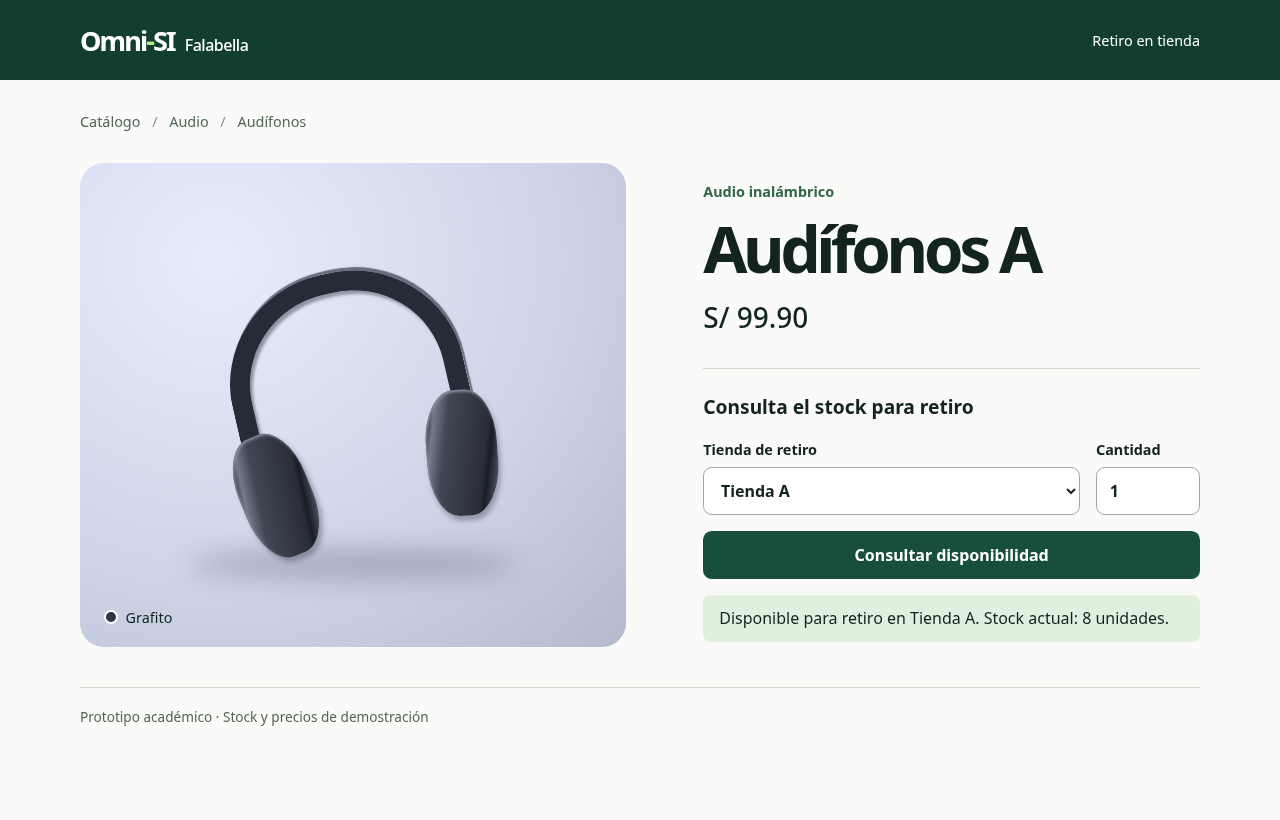 Omni-SI Falabella
Retiro en tienda
Catálogo / Audio / Audífonos
Audio inalámbrico
Audífonos A
S/ 99.90
Consulta el stock para retiro
Tienda de retiro
Cantidad
Tienda A
1
Consultar disponibilidad
Disponible para retiro en Tienda A. Stock actual: 8 unidades.
Grafito
Prototipo académico · Stock y precios de demostración